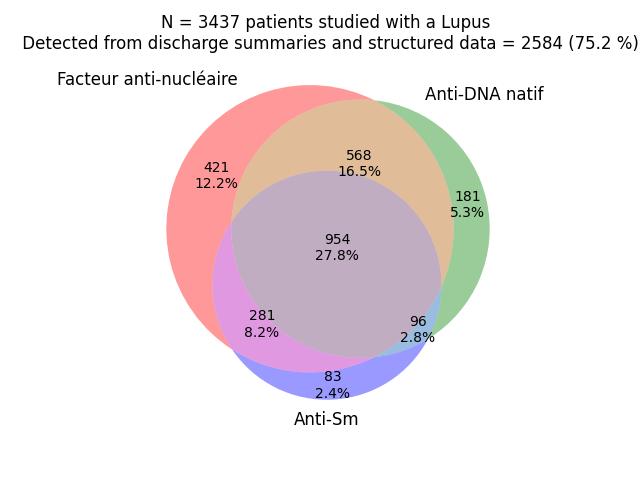 N = 3437 patients studied with a Lupus
Detected from discharge summaries and structured data = 2584 (75.2 %)
Facteur anti-nucléaire
Anti-DNA natif
568
16.5%
421
12.2%
181
5.3%
954
27.8%
281
8.2%
96
2.8%
83
2.4%
Anti-Sm